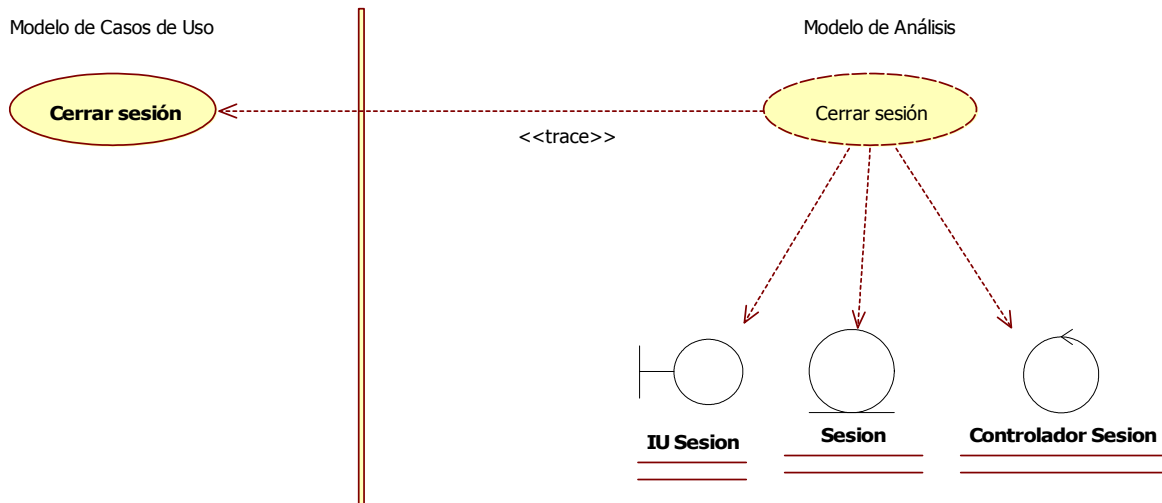 Modelo de Casos de Uso
Modelo de Análisis
Cerrar sesión
Cerrar sesión
<<trace>>
IU Sesion
Sesion
Controlador Sesion